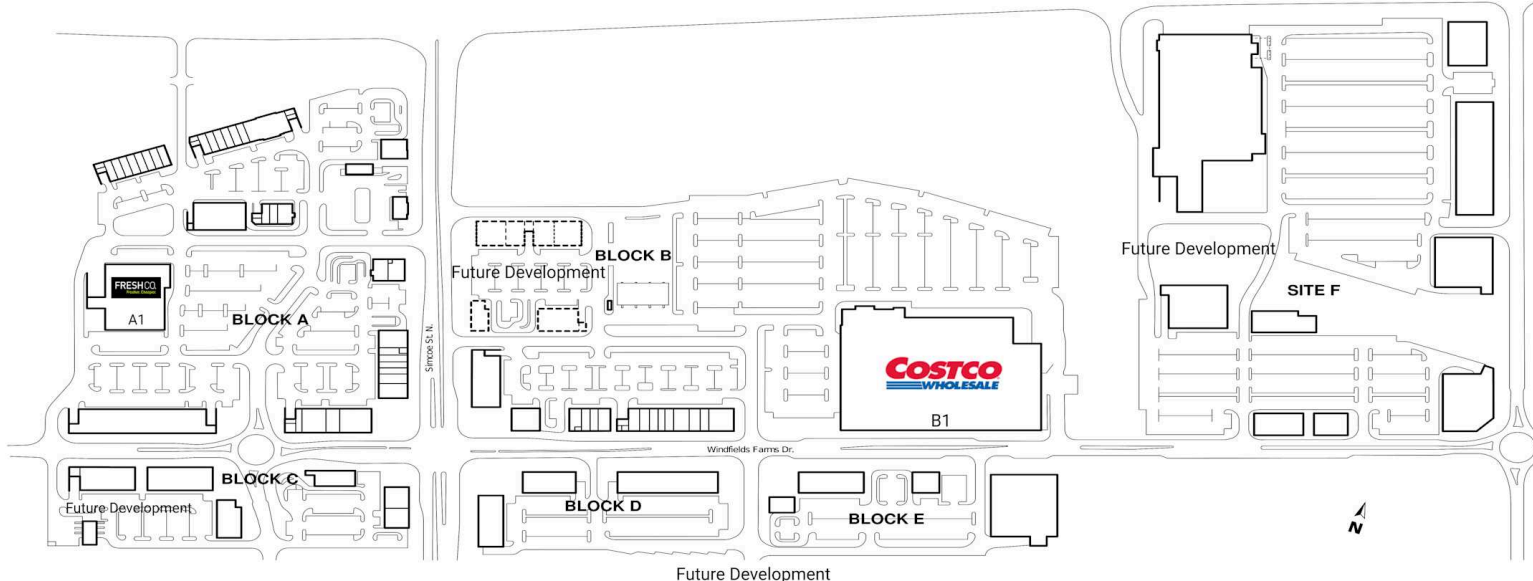 Future Development
BLOCK B
Future Development
SITE F
FRESHCO.
A1
BLOCK A
Simcoe St. N.
COSTCO
WHOLESALE
B1
Windfields Farms Dr.
BLOCK C
Future Development
BLOCK D
BLOCK E
N
Future Development